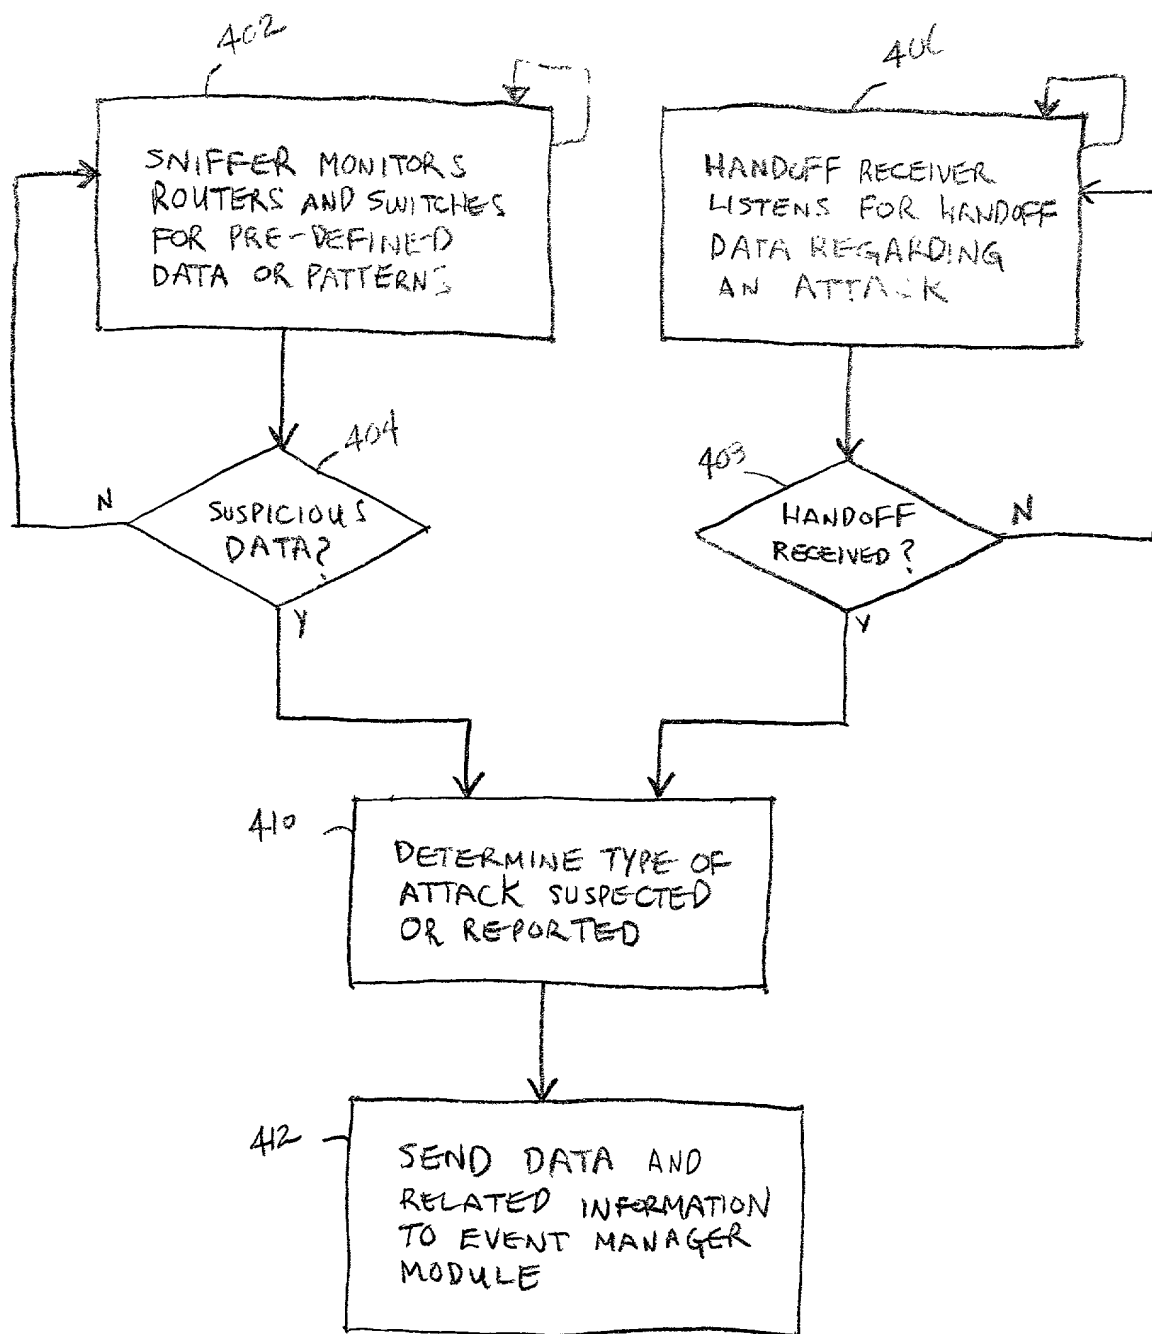 402
SNIFFER MONITORS
ROUTERS AND SWITCHES
FOR PRE-DEFINED
DATA OR PATTERNS
406
HANDOFF RECEIVER
LISTENS FOR HANDOFF
DATA REGARDING
AN ATTACK
404
N
SUSPICIOUS
DATA?
Y
403
HANDOFF
RECEIVED?
N
Y
410
DETERMINE TYPE OF
ATTACK SUSPECTED
OR REPORTED
412
SEND DATA AND
RELATED INFORMATION
TO EVENT MANAGER
MODULE